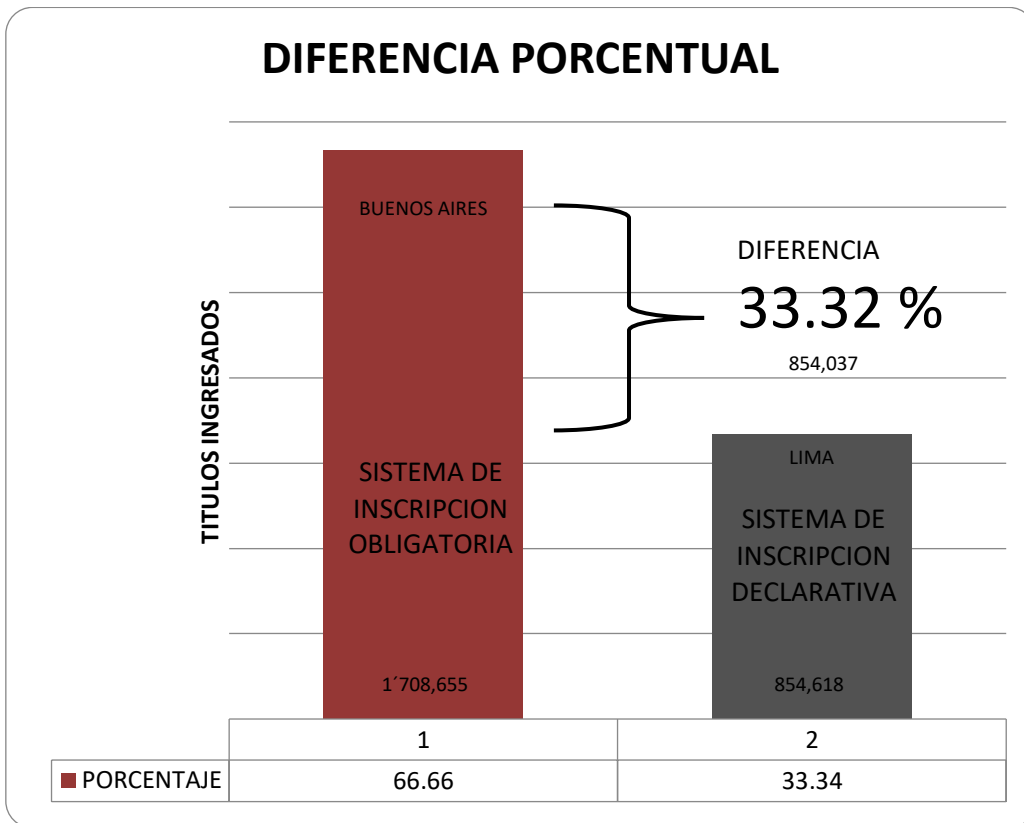 DIFERENCIA PORCENTUAL
TITULOS INGRESADOS
BUENOS AIRES
SISTEMA DE
INSCRIPCION
OBLIGATORIA
1´708,655
DIFERENCIA
33.32 %
854,037
LIMA
SISTEMA DE
INSCRIPCION
DECLARATIVA
854,618
1 2
PORCENTAJE 66.66 33.34